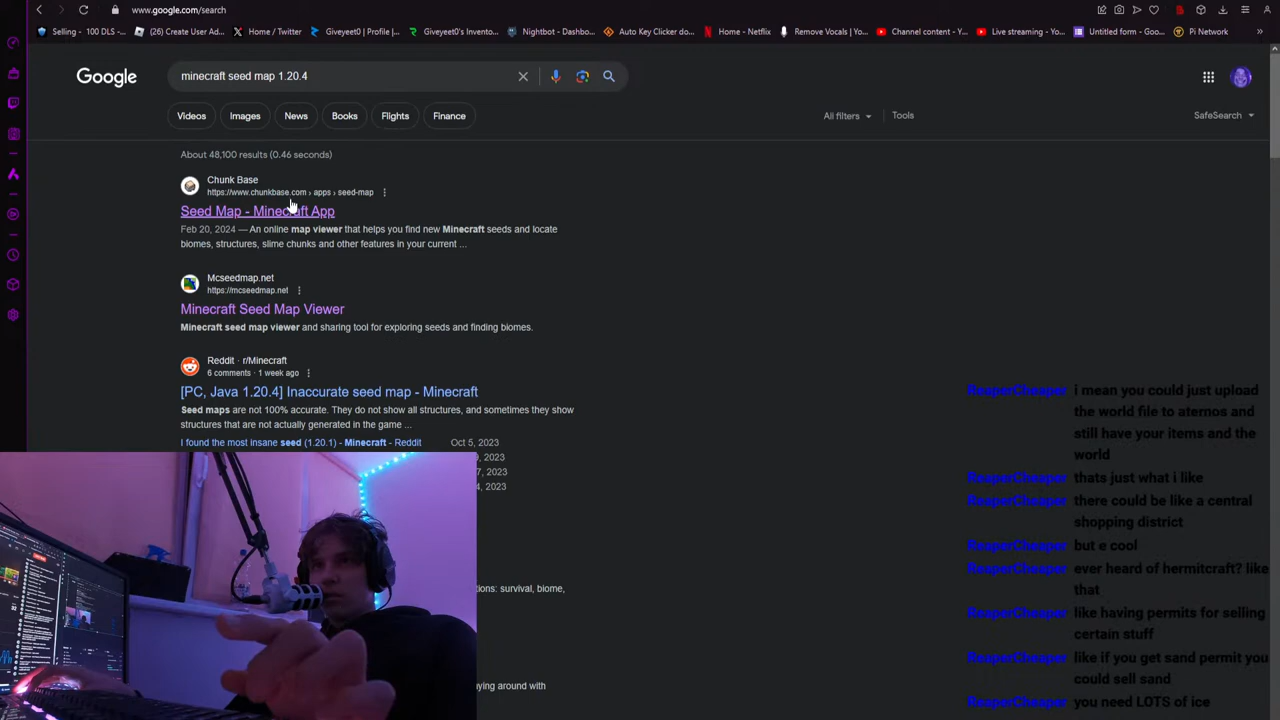 www.google.com/search
Selling - 100 DLS -...
(26) Create User Ad...
Home / Twitter
Giveyeet0 | Profile |...
Giveyeet0's Invento...
Nightbot - Dashbo...
Auto Key Clicker do...
Home - Netflix
Remove Vocals | M...
Channel content - Y...
Live streaming - Yo...
Untitled form - Goo...
Pi Network
Google
minecraft seed map 1.20.4
Videos
Images
News
Books
Flights
Finance
All filters
Tools
SafeSearch
About 48,100 results (0.46 seconds)
Chunk Base
https://www.chunkbase.com › apps › seed-map
Seed Map - Minecraft App
Feb 20, 2024 — An online map viewer that helps you find new Minecraft seeds and locate
biomes, structures, slime chunks and other features in your current ...
Mcseedmap.net
https://mcseedmap.net
Minecraft Seed Map Viewer
Minecraft seed map viewer and sharing tool for exploring seeds and finding biomes.
Reddit · r/Minecraft
6 comments · 1 week ago
[PC, Java 1.20.4] Inaccurate seed map - Minecraft
Seed maps are not 100% accurate. They do not show all structures, and sometimes they show
structures that are not actually generated in the game ...
I found the most insane seed (1.20.1) - Minecraft - Reddit
Oct 5, 2023
, 2023
7, 2023
4, 2023
tions: survival, biome,
ying around with
ReaperCheaper i mean you could just upload
the world file to aternos and
still have your items and the
world
ReaperCheaper thats just what i like
ReaperCheaper there could be like a central
shopping district
ReaperCheaper but e cool
ReaperCheaper ever heard of hermitcraft? like
that
ReaperCheaper like having permits for selling
certain stuff
ReaperCheaper like if you get sand permit you
could sell sand
ReaperCheaper you need LOTS of ice